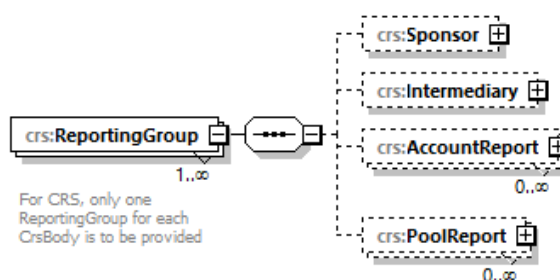 crs:Sponsor
crs:Intermediary
crs:ReportingGroup
crs:AccountReport
1..∞
0..∞
For CRS, only one
ReportingGroup for each
CrsBody is to be provided
crs:PoolReport
0..∞